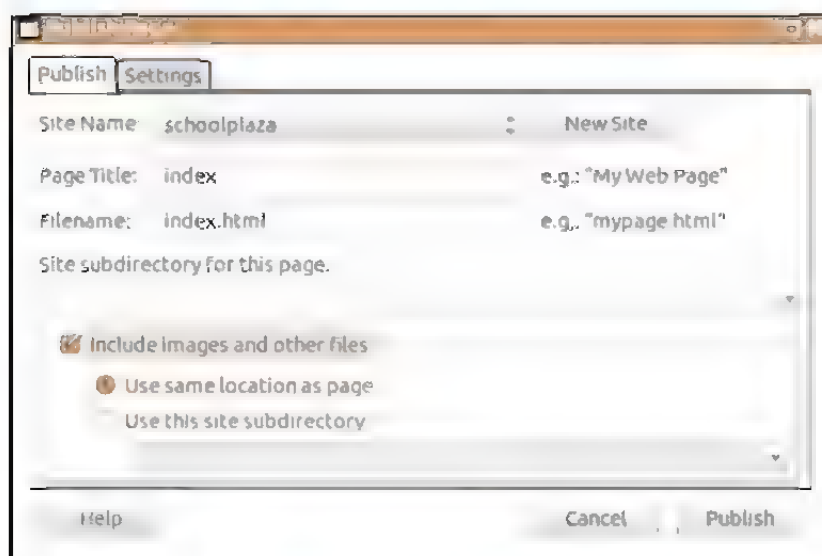 Publish Settings
Site Name schoolplaza New Site
Page Title: index e.g.: "My Web Page"
Filename: index.html e.g,. "mypage html"
Site subdirectory for this page.
Include images and other files
Use same location as page
Use this site subdirectory
Help Cancel Publish